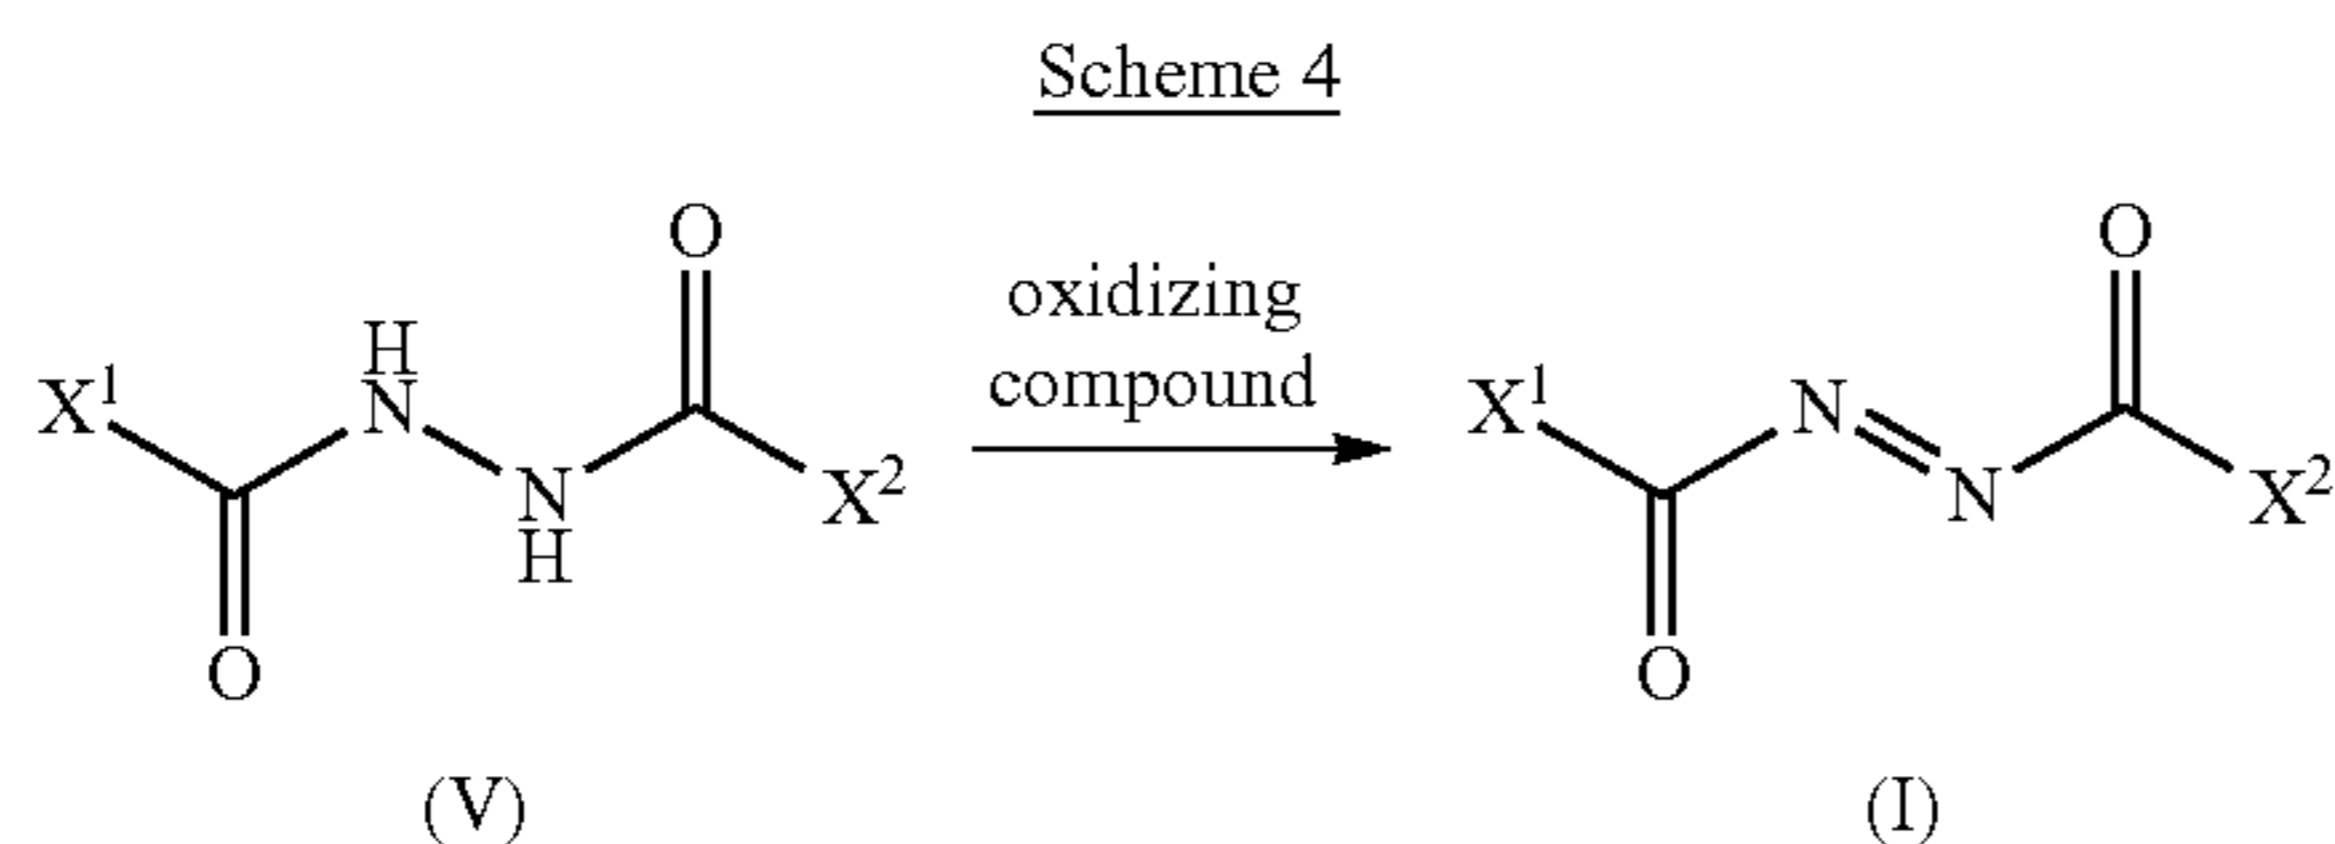 Scheme 4
O
O
oxidizing
compound
H
X¹
N
X¹
N
N
H
X²
N
X²
O
O
(V)
(I)